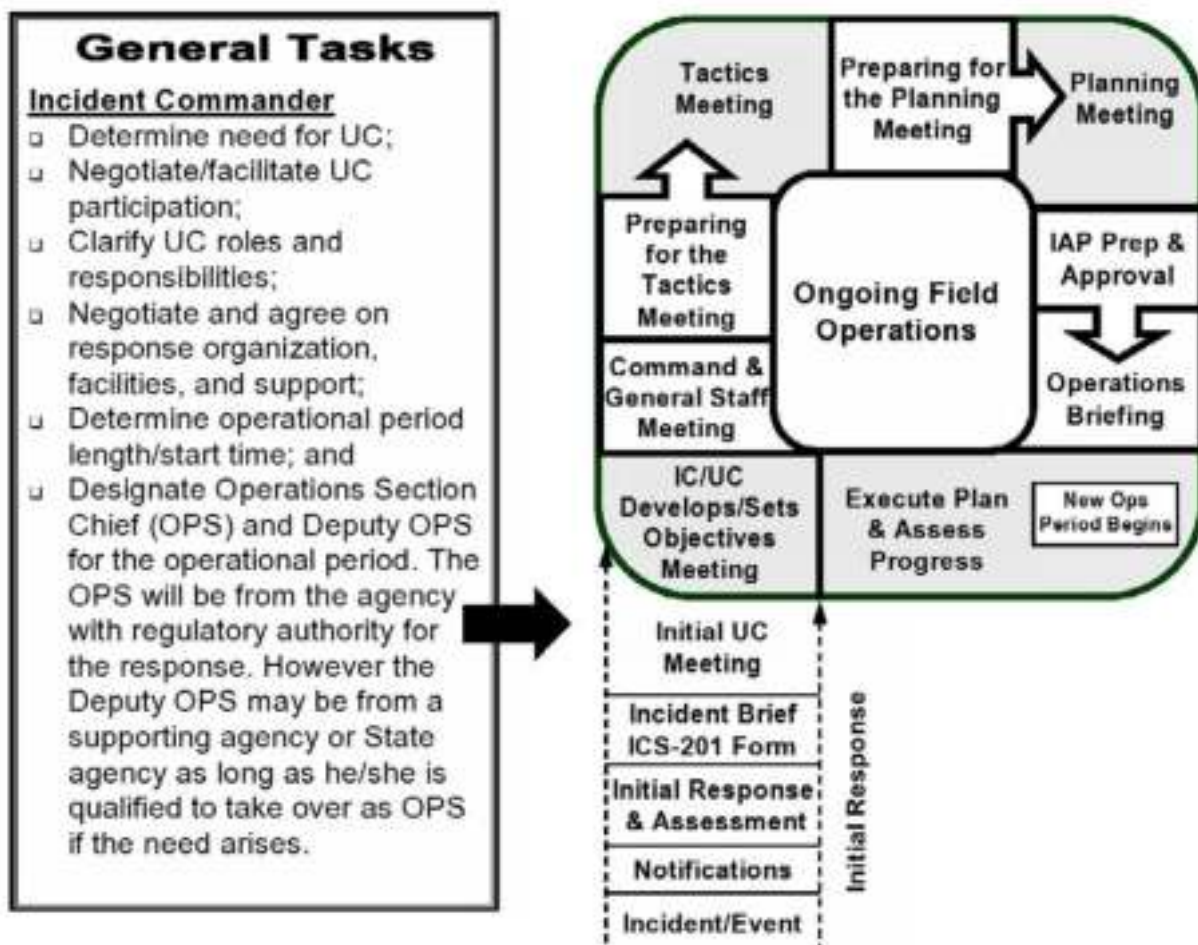 General Tasks
Incident Commander
❑ Determine need for UC;
❑ Negotiate/facilitate UC
participation;
❑ Clarify UC roles and
responsibilities;
❑ Negotiate and agree on
response organization,
facilities, and support;
❑ Determine operational period
length/start time; and
❑ Designate Operations Section
Chief (OPS) and Deputy OPS
for the operational period. The
OPS will be from the agency
with regulatory authority for
the response. However the
Deputy OPS may be from a
supporting agency or State
agency as long as he/she is
qualified to take over as OPS
if the need arises.
Tactics
Meeting
Preparing for
the Planning
Meeting
Planning
Meeting
Preparing
for the
Tactics
Meeting
Ongoing Field
Operations
IAP Prep &
Approval
Command &
General Staff
Meeting
Operations
Briefing
IC/UC
Develops/Sets
Objectives
Meeting
Execute Plan
& Assess
Progress
New Ops
Period Begins
Initial UC
Meeting
Incident Brief
ICS-201 Form
Initial Response
& Assessment
Notifications
Incident/Event
Initial Response